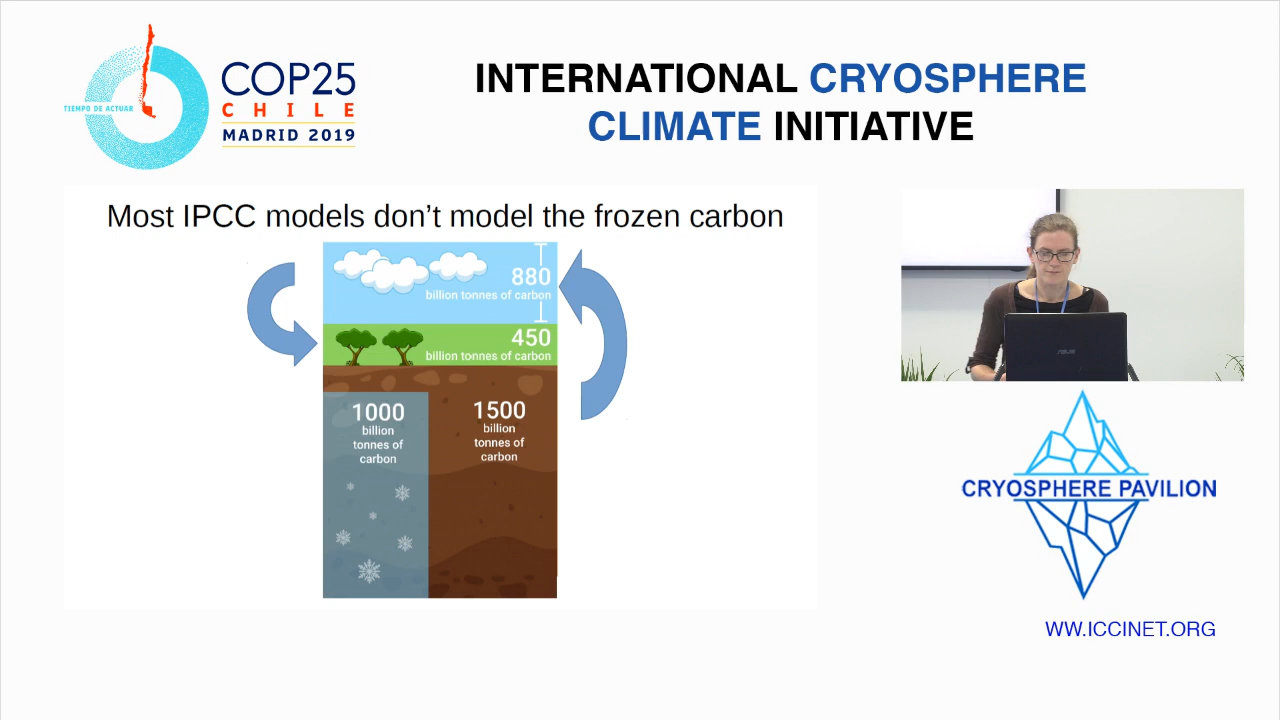 COP25
CHILE
MADRID 2019
TIEMPO DE ACTUAR
INTERNATIONAL CRYOSPHERE
CLIMATE INITIATIVE
Most IPCC models don't model the frozen carbon
880
billion tonnes of carbon
450
billion tonnes of carbon
1000
billion
tonnes of
carbon
1500
billion
tonnes of
carbon
ASUS
CRYOSPHERE PAVILION
WW.ICCINET.ORG